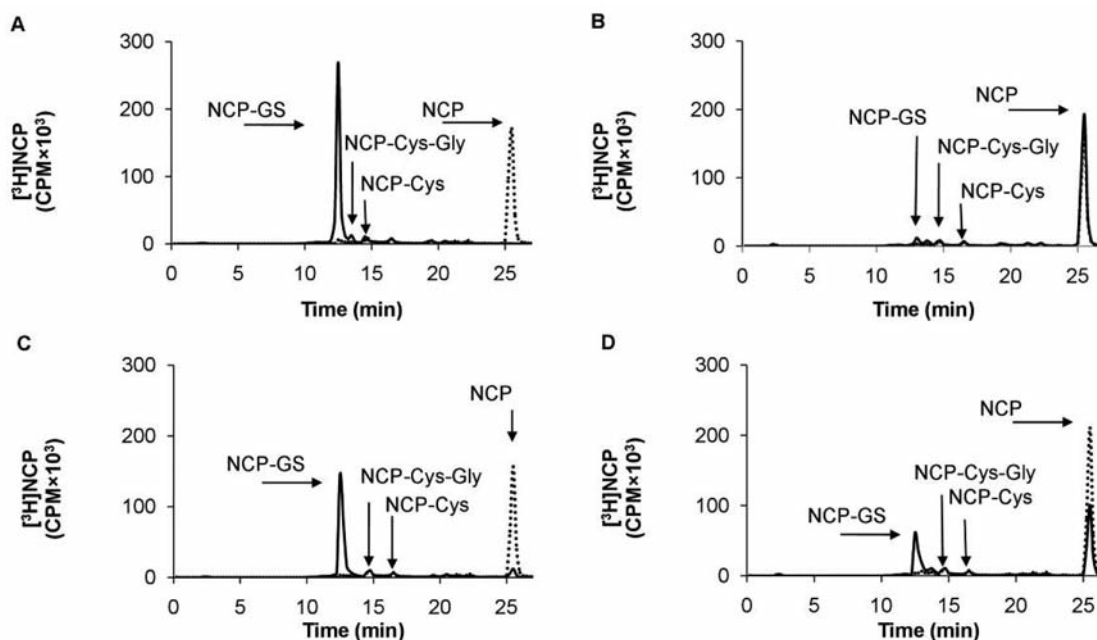 A
[³H]NCP
(CPM×10³)
300
200
100
0
NCP-GS
NCP
NCP-Cys-Gly
NCP-Cys
0 5 10 15 20 25
Time (min)
B
300
200
100
0
NCP
NCP-GS
NCP-Cys-Gly
NCP-Cys
0 5 10 15 20 25
Time (min)
C
[³H]NCP
(CPM×10³)
300
200
100
0
NCP
NCP-GS
NCP-Cys-Gly
NCP-Cys
0 5 10 15 20 25
Time (min)
D
[³H]NCP
(CPM×10³)
300
200
100
0
NCP
NCP-Cys-Gly
NCP-Cys
NCP-GS
0 5 10 15 20 25
Time (min)